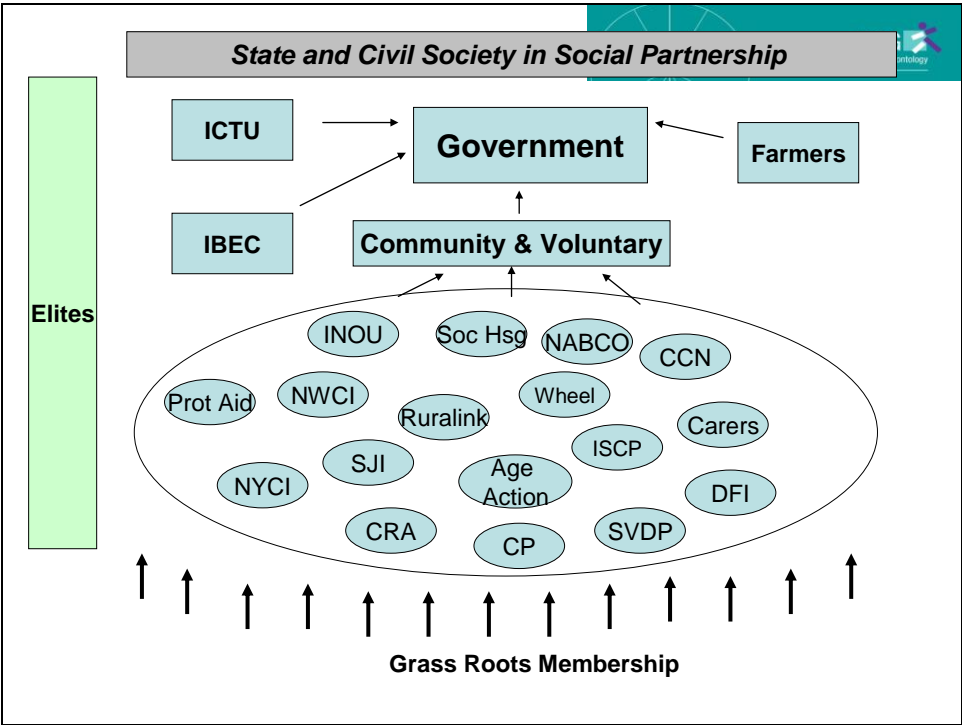 State and Civil Society in Social Partnership
ontology
ICTU
Government
Farmers
IBEC
Community & Voluntary
Elites
INOU
Soc Hsg
NABCO
CCN
Prot Aid
NWCI
Ruralink
Wheel
Carers
ISCP
SJI
NYCI
Age
Action
DFI
CRA
CP
SVDP
Grass Roots Membership